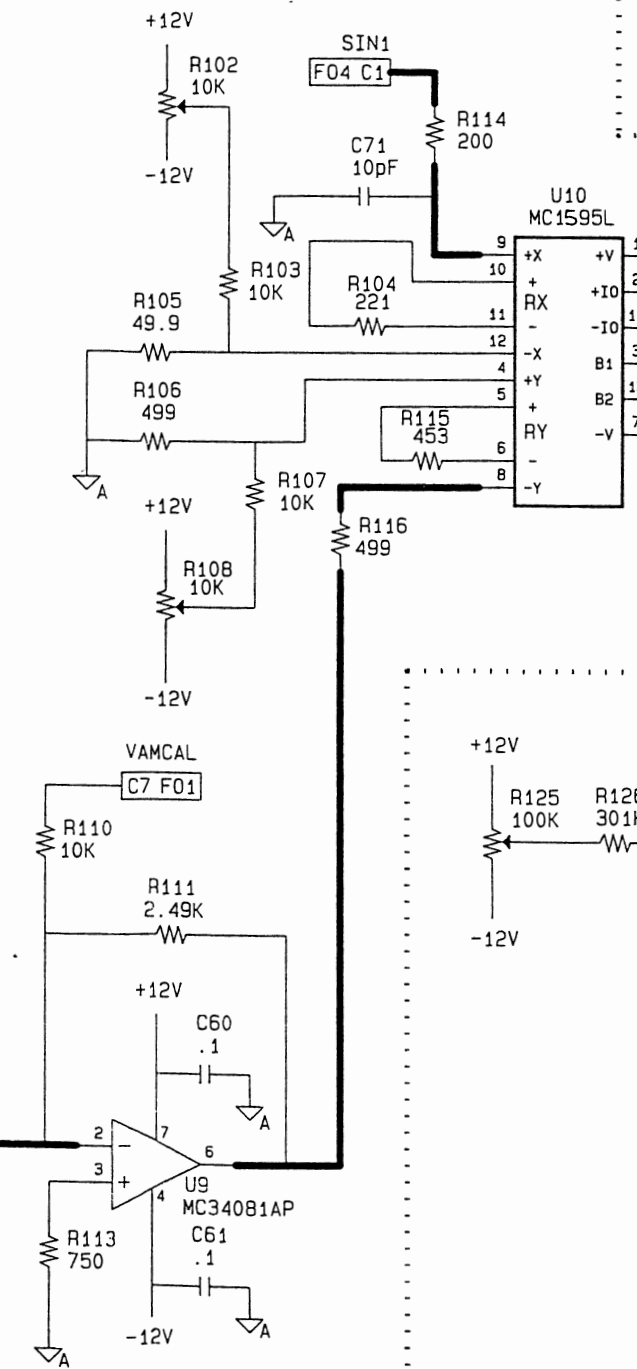 +12V
R102
10K
-12V
SIN1
F04 C1
R114
200
C71
10pF
A
U10
MC1595L
9
+X
+V
10
+
+IO
RX
R103
10K
R104
221
11
-
-IO
R105
49.9
12
-X
B1
3
4
+Y
R106
499
5
+
B2
R115
453
RY
-V
7
6
-
8
-Y
A
R107
10K
+12V
R116
499
R108
10K
-12V
VAMCAL
C7 F01
+12V
R125
100K
301K
-12V
R110
10K
R111
2.49K
+12V
C60
.1
A
2
-
7
6
3
+
4
U9
MC34081AP
R113
750
C61
.1
-12V
A
A